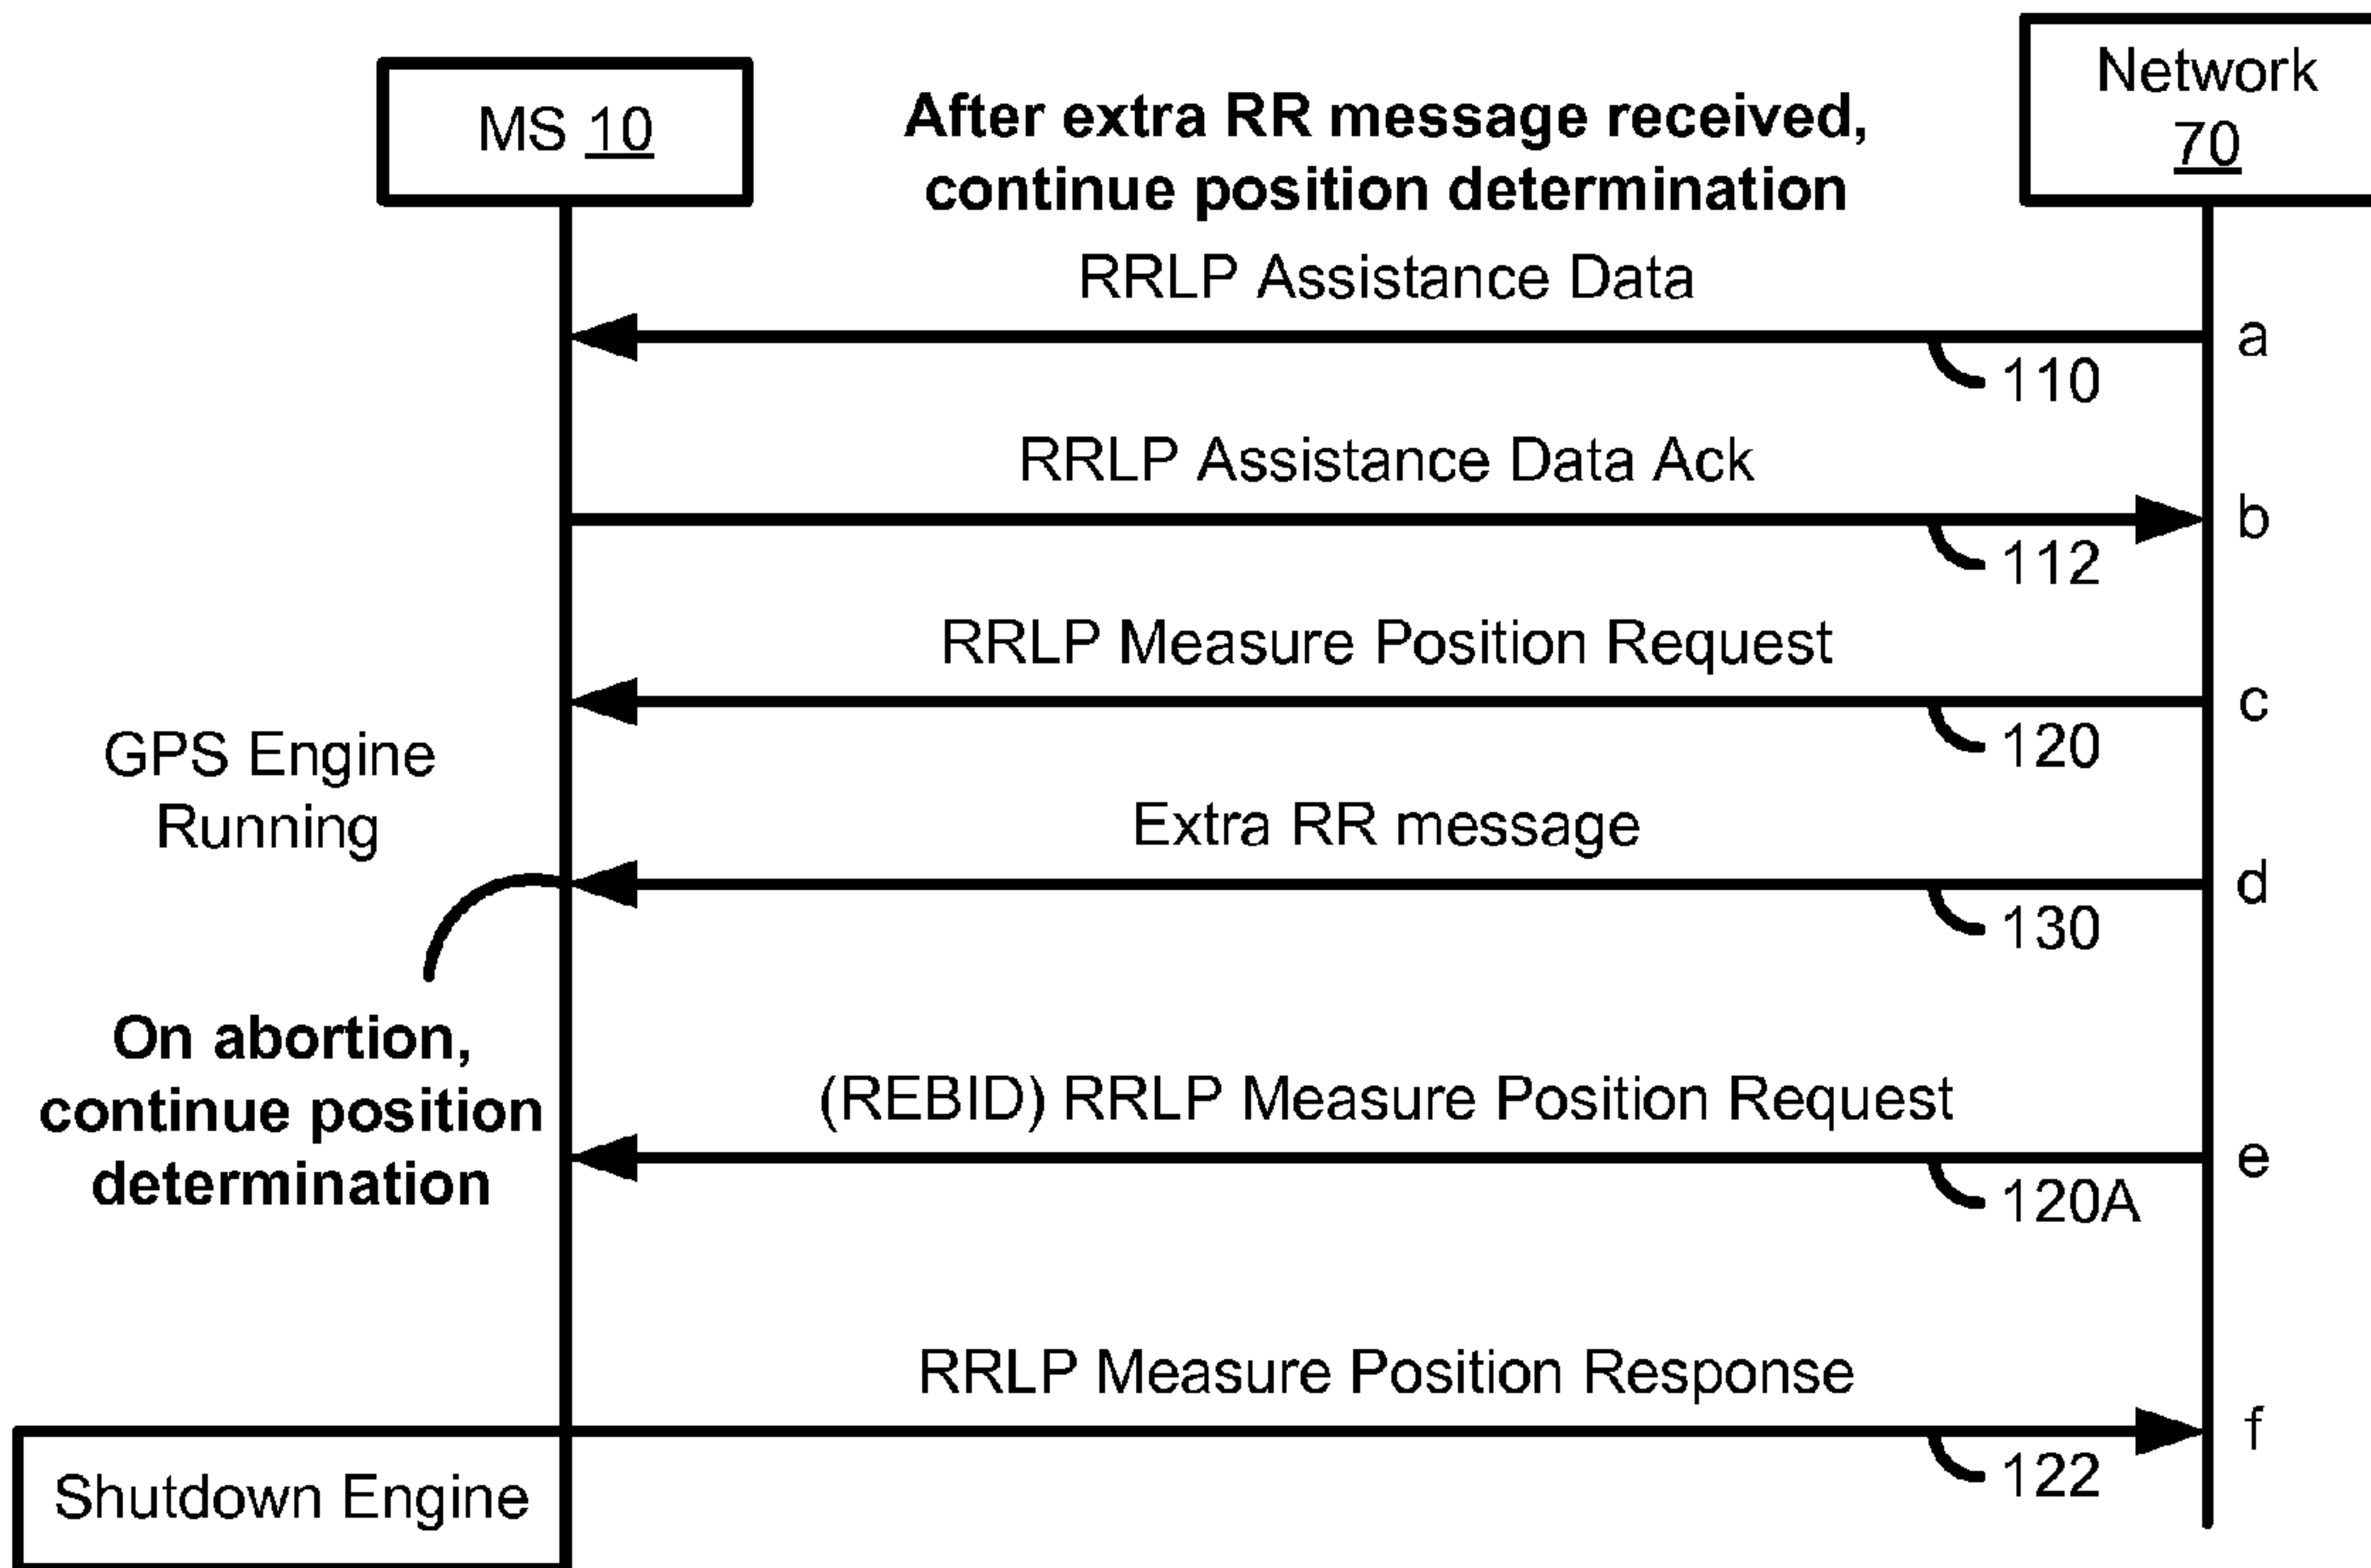 MS 10
Network
70
After extra RR message received,
continue position determination
RRLP Assistance Data
a
110
RRLP Assistance Data Ack
b
112
RRLP Measure Position Request
c
120
GPS Engine
Running
Extra RR message
d
130
On abortion,
continue position
determination
(REBID) RRLP Measure Position Request
e
120A
RRLP Measure Position Response
f
122
Shutdown Engine